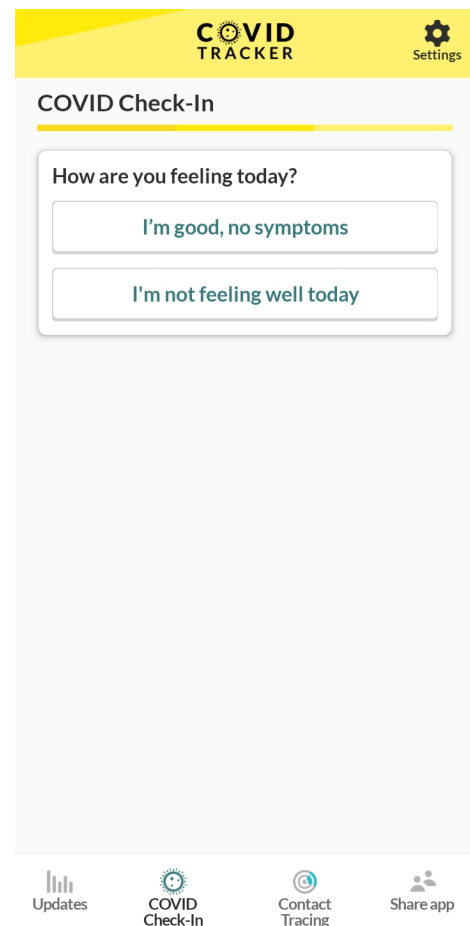 COVID
TRACKER
Settings
COVID Check-In
How are you feeling today?
I’m good, no symptoms
I'm not feeling well today
Updates
COVID
Check-In
Contact
Tracing
Share app